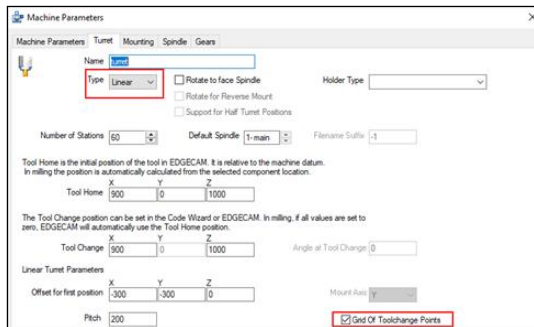 Machine Parameters
Machine Parameters Turret Mounting Spindle Gears
Name turret
Type Linear Rotate to face Spindle Holder Type
Rotate for Reverse Mount
Support for Half Turret Positions
Number of Stations 60 Default Spindle 1- main Filename Suffix -1
Tool Home is the initial position of the tool in EDGECAM. It is relative to the machine datum.
In milling the position is automatically calculated from the selected component location.
X Y Z
Tool Home 900 0 1000
The Tool Change position can be set in the Code Wizard or EDGECAM. In milling, if all values are set to
zero, EDGECAM will automatically use the Tool Home position.
X Y Z
Tool Change 900 0 1000 Angle at Tool Change 0
Linear Turret Parameters
X Y Z
Offset for first position -300 -300 0 Mount Axis Y
Pitch 200 Grid Of Toolchange Points